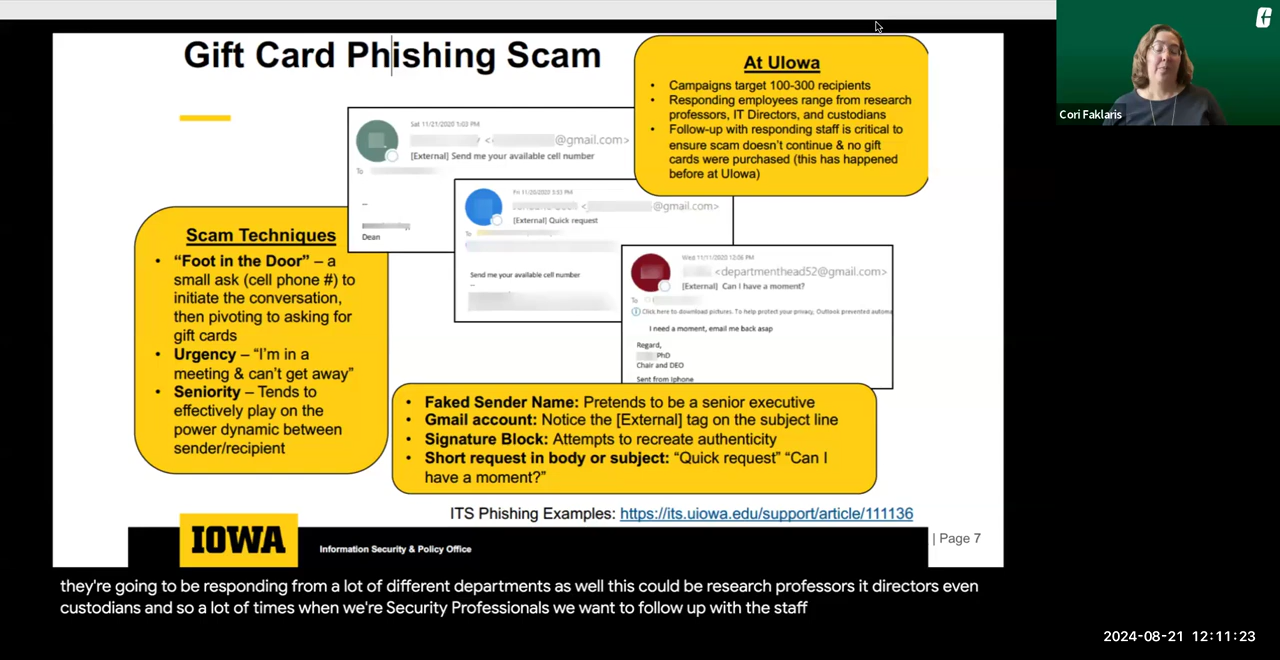 Gift Card Phishing Scam
At UIowa
• Campaigns target 100-300 recipients
• Responding employees range from research
professors, IT Directors, and custodians
• Follow-up with responding staff is critical to
ensure scam doesn't continue & no gift
cards were purchased (this has happened
before at UIowa)
Cori Faklaris
Sat 11/21/2020 1:03 PM
@gmail.com>
[External] Send me your available cell number
To
--
Dean
Fri 11/20/2020 5:53 PM
@gmail.com>
[External] Quick request
To
Send me your available cell number
--
Wed 11/11/2020 12:06 PM
<departmenthead52@gmail.com>
[External] Can I have a moment?
To
Click here to download pictures. To help protect your privacy, Outlook prevented automa
I need a moment, email me back asap
Regard,
PhD
Chair and DEO
Sent from Iphone
Scam Techniques
• “Foot in the Door” – a
small ask (cell phone #) to
initiate the conversation,
then pivoting to asking for
gift cards
• Urgency – “I'm in a
meeting & can't get away”
• Seniority – Tends to
effectively play on the
power dynamic between
sender/recipient
• Faked Sender Name: Pretends to be a senior executive
• Gmail account: Notice the [External] tag on the subject line
• Signature Block: Attempts to recreate authenticity
• Short request in body or subject: “Quick request” “Can I
have a moment?”
ITS Phishing Examples: https://its.uiowa.edu/support/article/111136
IOWA
Information Security & Policy Office
| Page 7
they're going to be responding from a lot of different departments as well this could be research professors it directors even
custodians and so a lot of times when we're Security Professionals we want to follow up with the staff
2024-08-21 12:11:23